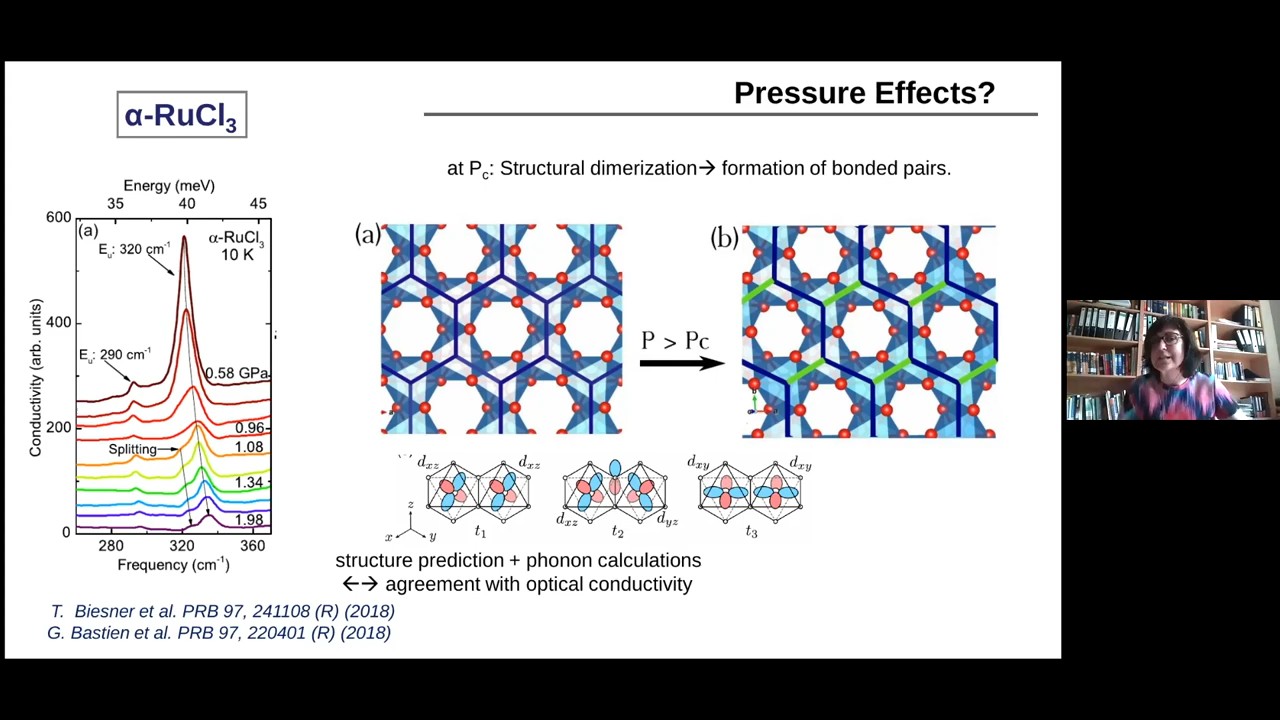 α-RuCl3
Pressure Effects?
at Pc: Structural dimerization→ formation of bonded pairs.
Energy (meV)
35 40 45
600
400
200
0
Conductivity (arb. units)
(a)
α-RuCl3
10 K
Eu: 320 cm-1
Eu: 290 cm-1
0.58 GPa
0.96
1.08
Splitting
1.34
1.98
280 320 360
Frequency (cm-1)
(a)
P > Pc
(b)
dxz dxz
t1
dxz dyz
t2
dxy dxy
t3
z
x y
structure prediction + phonon calculations
←→ agreement with optical conductivity
T. Biesner et al. PRB 97, 241108 (R) (2018)
G. Bastien et al. PRB 97, 220401 (R) (2018)